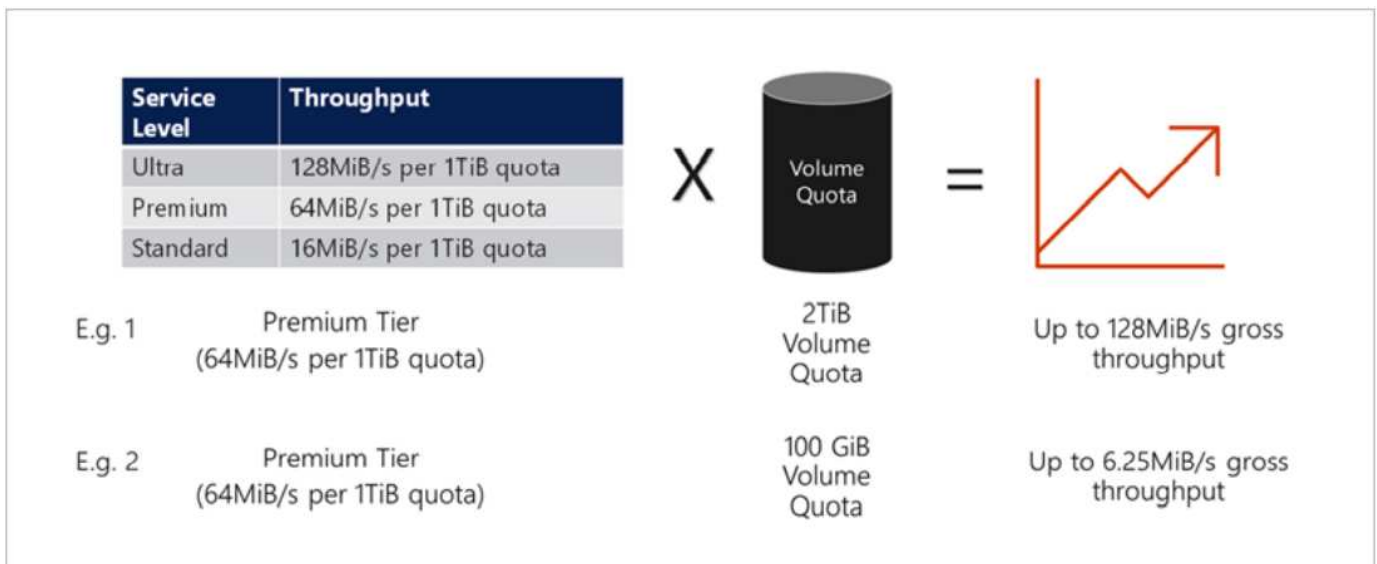 Service Level
Throughput
Ultra
128MiB/s per 1TiB quota
Premium
64MiB/s per 1TiB quota
Standard
16MiB/s per 1TiB quota
X
Volume
Quota
=
E.g. 1
Premium Tier
(64MiB/s per 1TiB quota)
2TiB
Volume
Quota
Up to 128MiB/s gross
throughput
E.g. 2
Premium Tier
(64MiB/s per 1TiB quota)
100 GiB
Volume
Quota
Up to 6.25MiB/s gross
throughput